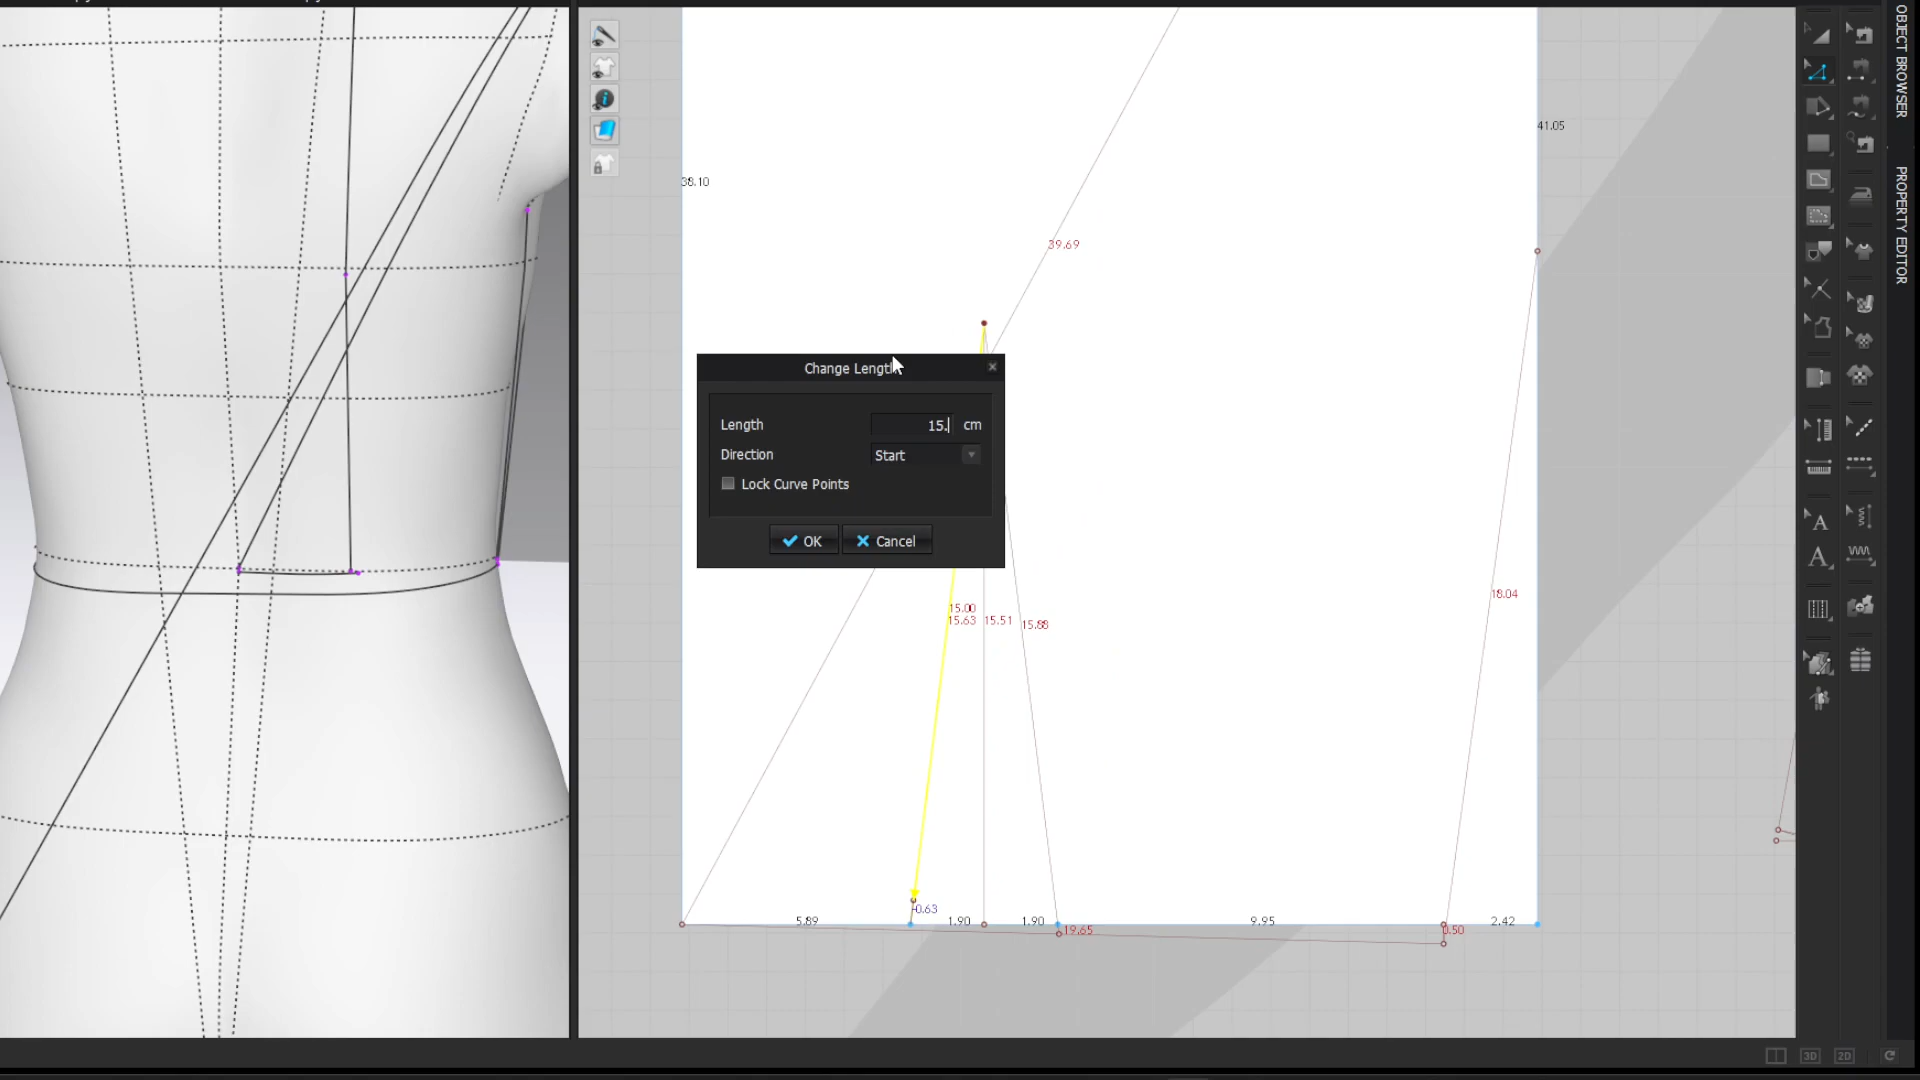 OBJECT BROWSER
PROPERTY EDITOR
41.05
38.10
39.69
Change Length
Length 15. cm
Direction Start
Lock Curve Points
OK Cancel
18.04
15.00
15.63 15.51 15.88
-0.63
5.89 1.90 1.90 9.95 2.42
19.65 0.50
A
A
3D 2D